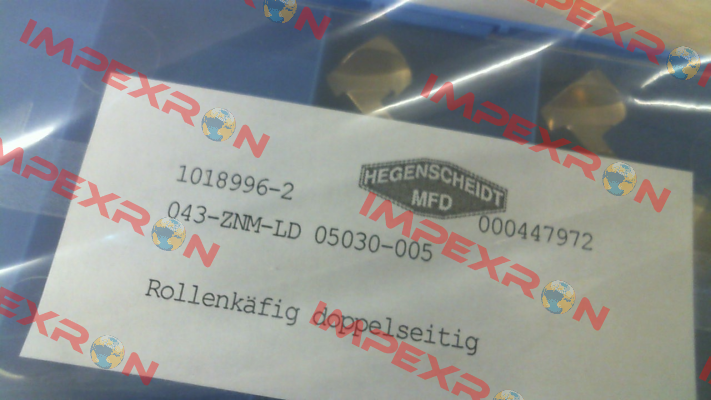 1018996-2
HEGENSCHEIDT
MFD
000447972
043-ZNM-LD 05030-005
Rollenkäfig doppelseitig
IMPEXRON
IMPEXRON
IMPEXRON
IMPEXRON
IMPEXRON
IMPEXRON
IMPEXRON
IMPEXRON